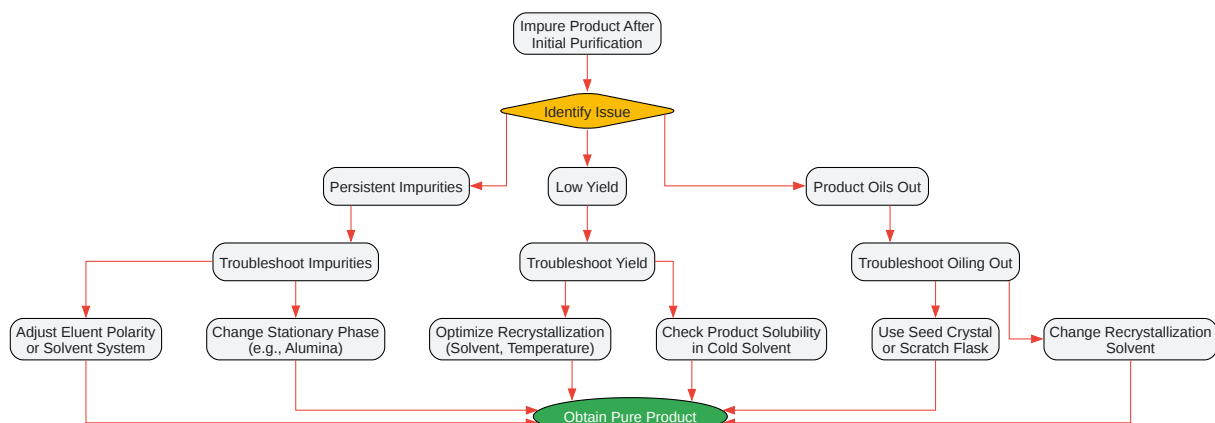 Impure Product After
Initial Purification
Identify Issue
Persistent Impurities
Low Yield
Product Oils Out
Troubleshoot Impurities
Troubleshoot Yield
Troubleshoot Oiling Out
Adjust Eluent Polarity
or Solvent System
Change Stationary Phase
(e.g., Alumina)
Optimize Recrystallization
(Solvent, Temperature)
Check Product Solubility
in Cold Solvent
Use Seed Crystal
or Scratch Flask
Change Recrystallization
Solvent
Obtain Pure Product